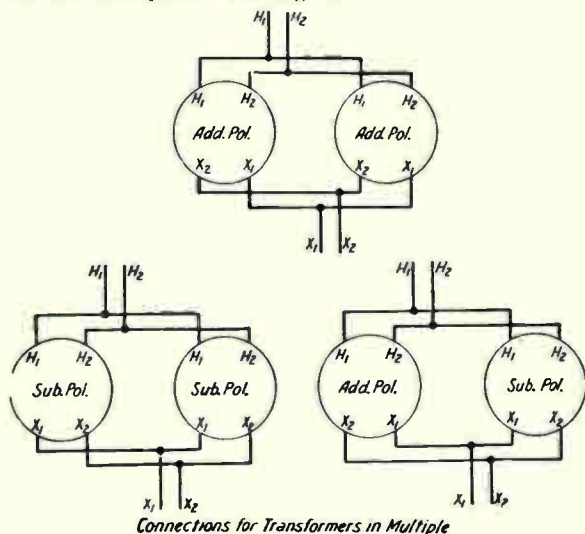 H₁ H₂
H₁ H₂ H₁ H₂
Add. Pol. Add. Pol.
X₂ X₁ X₂ X₁
X₁ X₂
H₁ H₂
H₁ H₂ H₁ H₂
Sub. Pol. Sub. Pol.
X₁ X₂ X₁
X₁ X₂
H₁ H₂
H₁ H₂ H₁ H₂
Add. Pol. Sub. Pol.
X₂ X₁ X₁ X₂
X₁
Connections for Transformers in Multiple